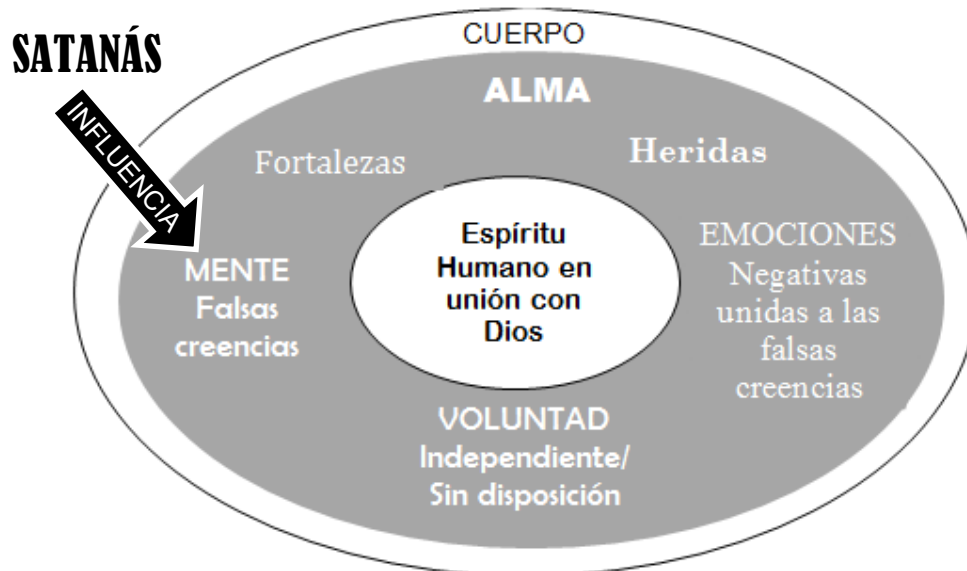 CUERPO
SATANÁS
ALMA
INFLUENCIA
Fortalezas
Heridas
Espíritu
Humano en
unión con
Dios
MENTE
Falsas
creencias
EMOCIONES
Negativas
unidas a las
falsas
creencias
VOLUNTAD
Independiente/
Sin disposición